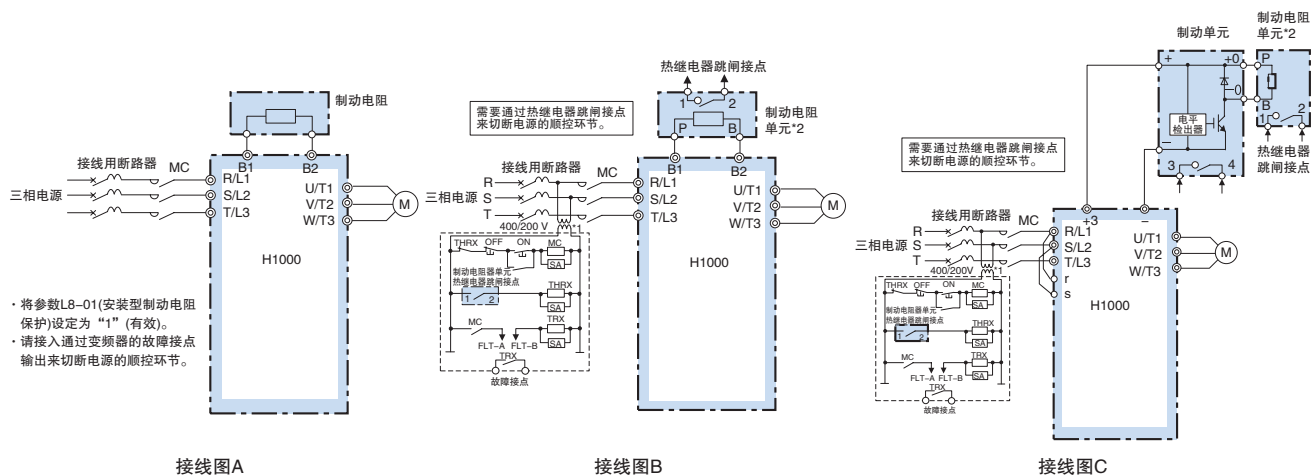 制动电阻
B1
B2
接线用断路器
MC
三相电源
R/L1
S/L2
T/L3
U/T1
V/T2
W/T3
M
H1000
・将参数L8-01(安装型制动电阻
保护)设定为“1”(有效)。
・请接入通过变频器的故障接点
输出来切断电源的顺控环节。
接线图A
热继电器跳闸接点
1
2
P
B
制动电阻
单元*2
需要通过热继电器跳闸接点
来切断电源的顺控环节。
B1
B2
接线用断路器
MC
三相电源
R
S
T
R/L1
S/L2
T/L3
U/T1
V/T2
W/T3
M
400/200 V
*1
THRX
OFF
ON
MC
SA
制动电阻器单元
热继电器跳闸接点
1
2
THRX
SA
MC
FLT-A
FLT-B
TRX
SA
TRX
故障接点
H1000
接线图B
制动单元
制动电阻
单元*2
+
+0
−0
−
电平
检出器
3
4
P
B
1
2
热继电器
跳闸接点
需要通过热继电器跳闸接点
来切断电源的顺控环节。
+3
−
接线用断路器
MC
三相电源
R
S
T
R/L1
S/L2
T/L3
r
s
U/T1
V/T2
W/T3
M
400/200V
*1
THRX
OFF
ON
MC
SA
制动电阻器单元
热继电器跳闸接点
1
2
THRX
SA
MC
FLT-A
FLT-B
TRX
SA
TRX
故障接点
H1000
接线图C